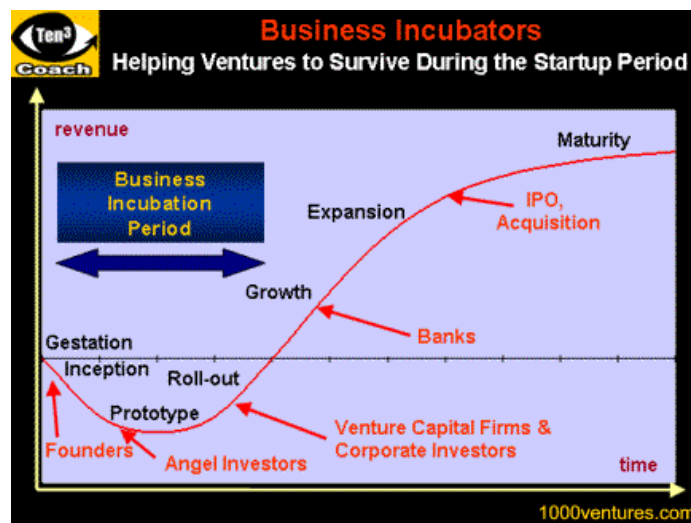 Ten³
Coach
Business Incubators
Helping Ventures to Survive During the Startup Period
revenue
Maturity
Business
Incubation
Period
IPO,
Acquisition
Expansion
Growth
Banks
Gestation
Inception
Roll-out
Prototype
Venture Capital Firms &
Corporate Investors
Founders
Angel Investors
time
1000ventures.com